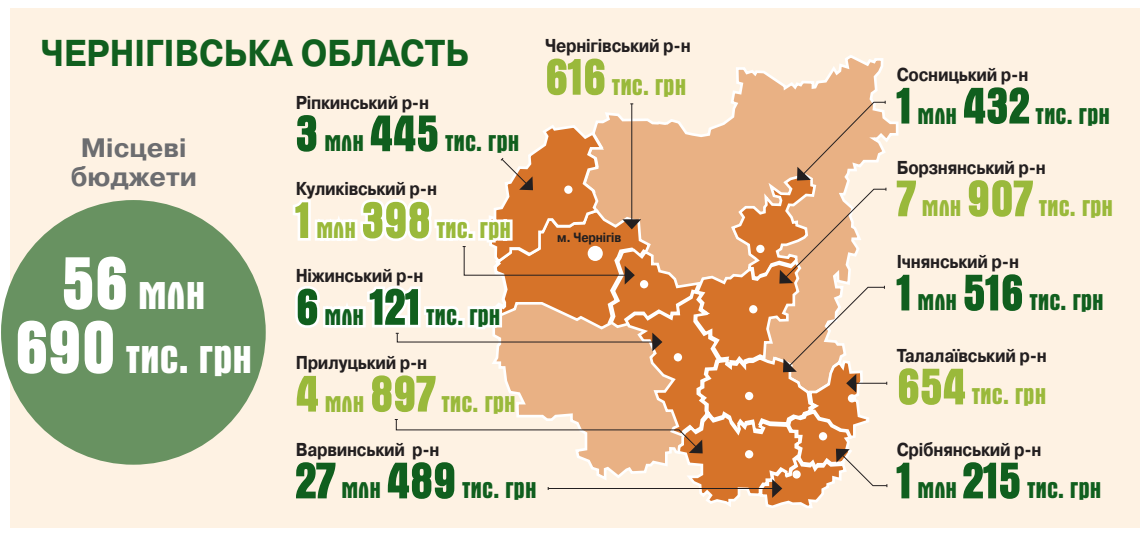 ЧЕРНІГІВСЬКА ОБЛАСТЬ
Місцеві
бюджети
56 млн
690 тис. грн
Ріпкинський р-н
3 млн 445 тис. грн
Куликівський р-н
1 млн 398 тис. грн
Ніжинський р-н
6 млн 121 тис. грн
Прилуцький р-н
4 млн 897 тис. грн
Варвинський р-н
27 млн 489 тис. грн
Чернігівський р-н
616 тис. грн
м. Чернігів
Сосницький р-н
1 млн 432 тис. грн
Борзнянський р-н
7 млн 907 тис. грн
Ічнянський р-н
1 млн 516 тис. грн
Талалаївський р-н
654 тис. грн
Срібнянський р-н
1 млн 215 тис. грн